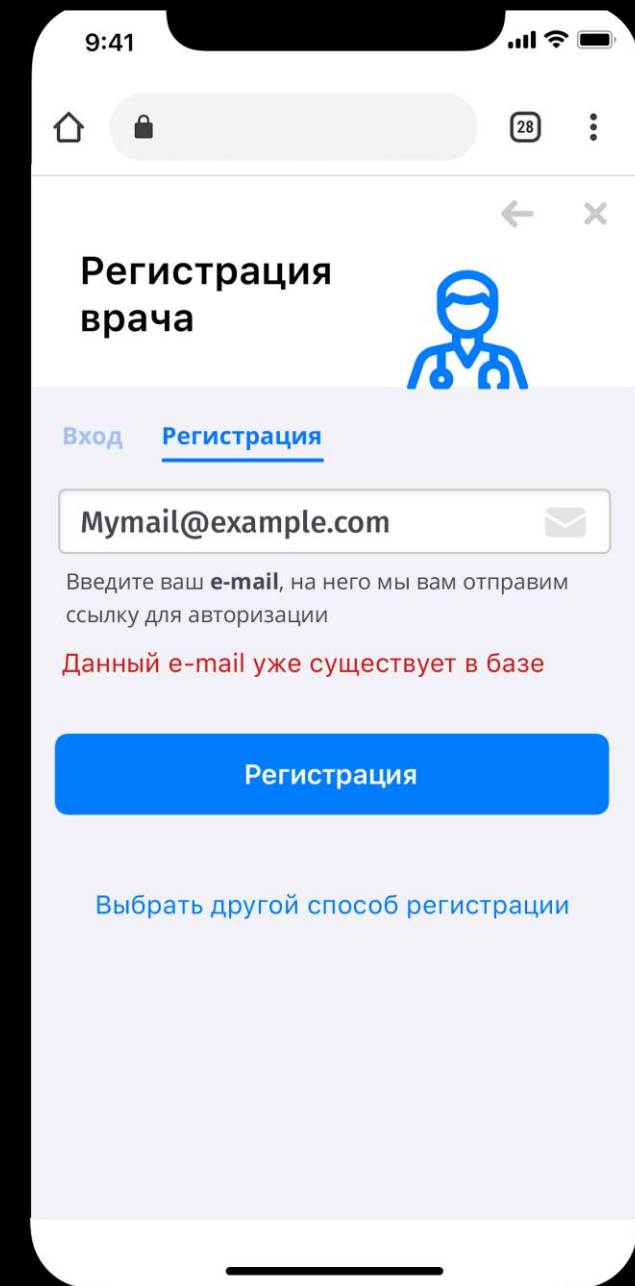 9:41
28
Регистрация
врача
Вход Регистрация
Mymail@example.com
Введите ваш e-mail, на него мы вам отправим
ссылку для авторизации
Данный e-mail уже существует в базе
Регистрация
Выбрать другой способ регистрации